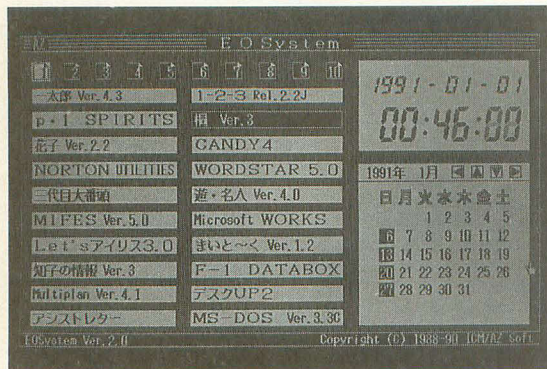 AZ EOSystem
1 2 3 4 5 6 7 8 9 10
一太郎 Ver.4.3 1-2-3 Rel.2.2J
p・I SPIRITS 桐 Ver.3
花子 Ver.2.2 CANDY4
NORTON UTILITIES WORDSTAR 5.0
二代目大番頭 遊・名人 Ver.4.0
MIFES Ver.5.0 Microsoft WORKS
Let'sアイリス3.0 まいと〜く Ver.1.2
知子の情報 Ver.3 F-1 DATABOX
Multiplan Ver.4.1 デスクUP2
アシストレター MS-DOS Ver.3.3C
1991-01-01
00:46:00
1991年 1月
日 月 火 水 木 金 土
1 2 3 4 5
6 7 8 9 10 11 12
13 14 15 16 17 18 19
20 21 22 23 24 25 26
27 28 29 30 31
EOSystem Ver.2.0 Copyright (C) 1988-90 ICM/AZ Soft